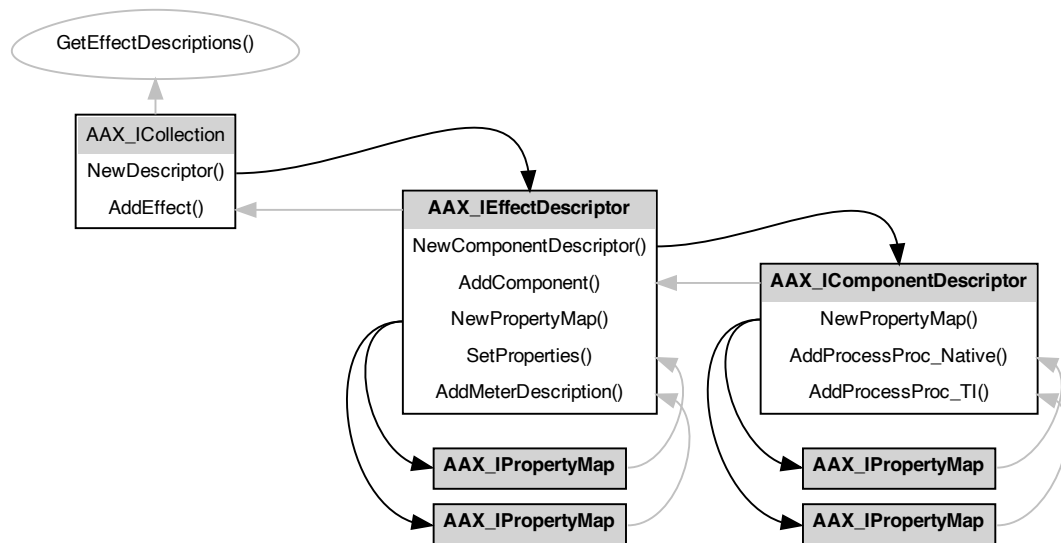 GetEffectDescriptions()
AAX_ICollection
NewDescriptor()
AddEffect()
AAX_IEffectDescriptor
NewComponentDescriptor()
AddComponent()
NewPropertyMap()
SetProperties()
AddMeterDescription()
AAX_IComponentDescriptor
NewPropertyMap()
AddProcessProc_Native()
AddProcessProc_TI()
AAX_IPropertyMap
AAX_IPropertyMap
AAX_IPropertyMap
AAX_IPropertyMap